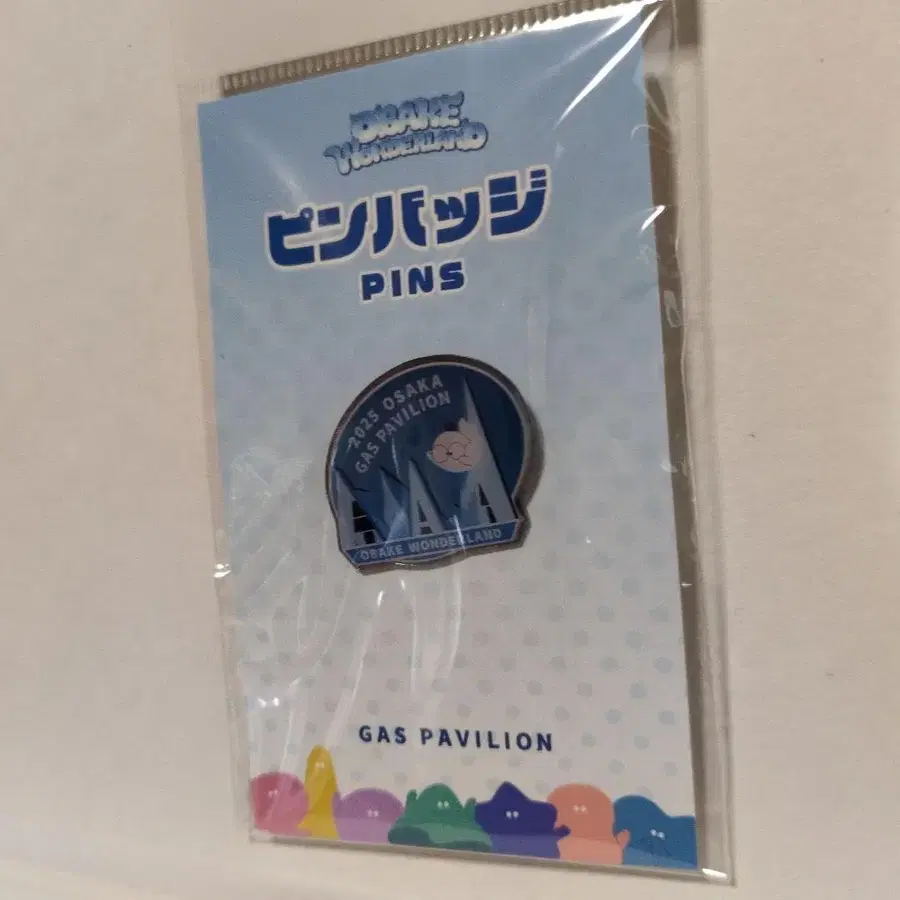 OBAKE
WONDERLAND
ピンバッジ
PINS
2025 OSAKA
GAS PAVILION
OBAKE WONDERLAND
GAS PAVILION